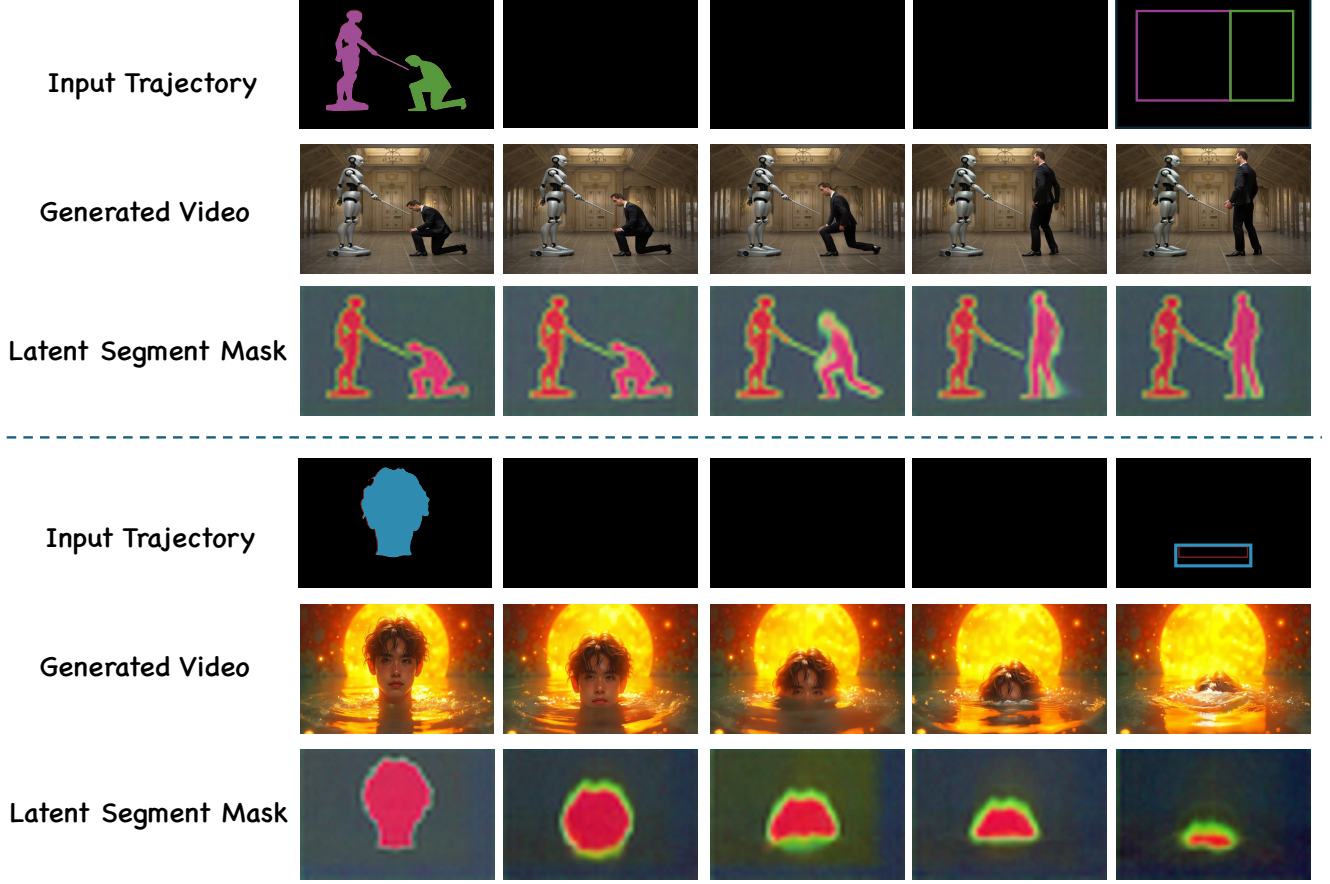 Input Trajectory
Generated Video
Latent Segment Mask
Input Trajectory
Generated Video
Latent Segment Mask